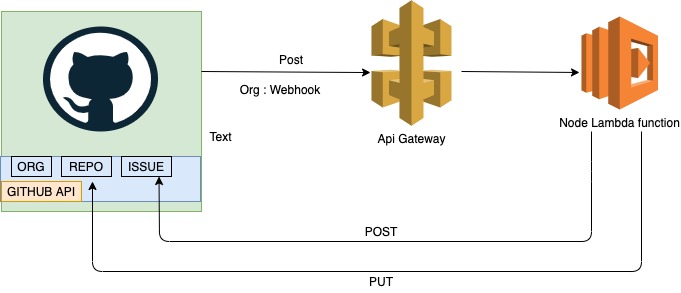 Post
Org : Webhook
Text
Api Gateway
Node Lambda function
ORG
REPO
ISSUE
GITHUB API
POST
PUT